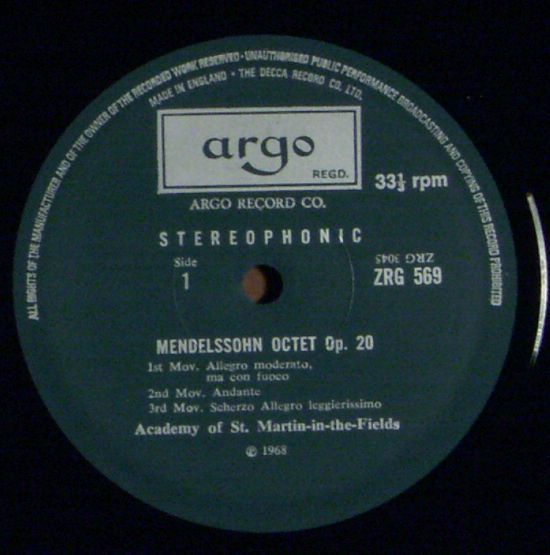 ALL RIGHTS OF THE MANUFACTURER AND OF THE OWNER OF THE RECORDED WORK RESERVED · UNAUTHORISED PUBLIC PERFORMANCE BROADCASTING AND COPYING OF THIS RECORD PROHIBITED
MADE IN ENGLAND · THE DECCA RECORD CO. LTD.
argo
REGD.
33⅓ rpm
ARGO RECORD CO.
STEREOPHONIC
Side
1
ZRG 3045
ZRG 569
MENDELSSOHN OCTET Op. 20
1st Mov. Allegro moderato,
ma con fuoco
2nd Mov. Andante
3rd Mov. Scherzo Allegro leggierissimo
Academy of St. Martin-in-the-Fields
℗ 1968